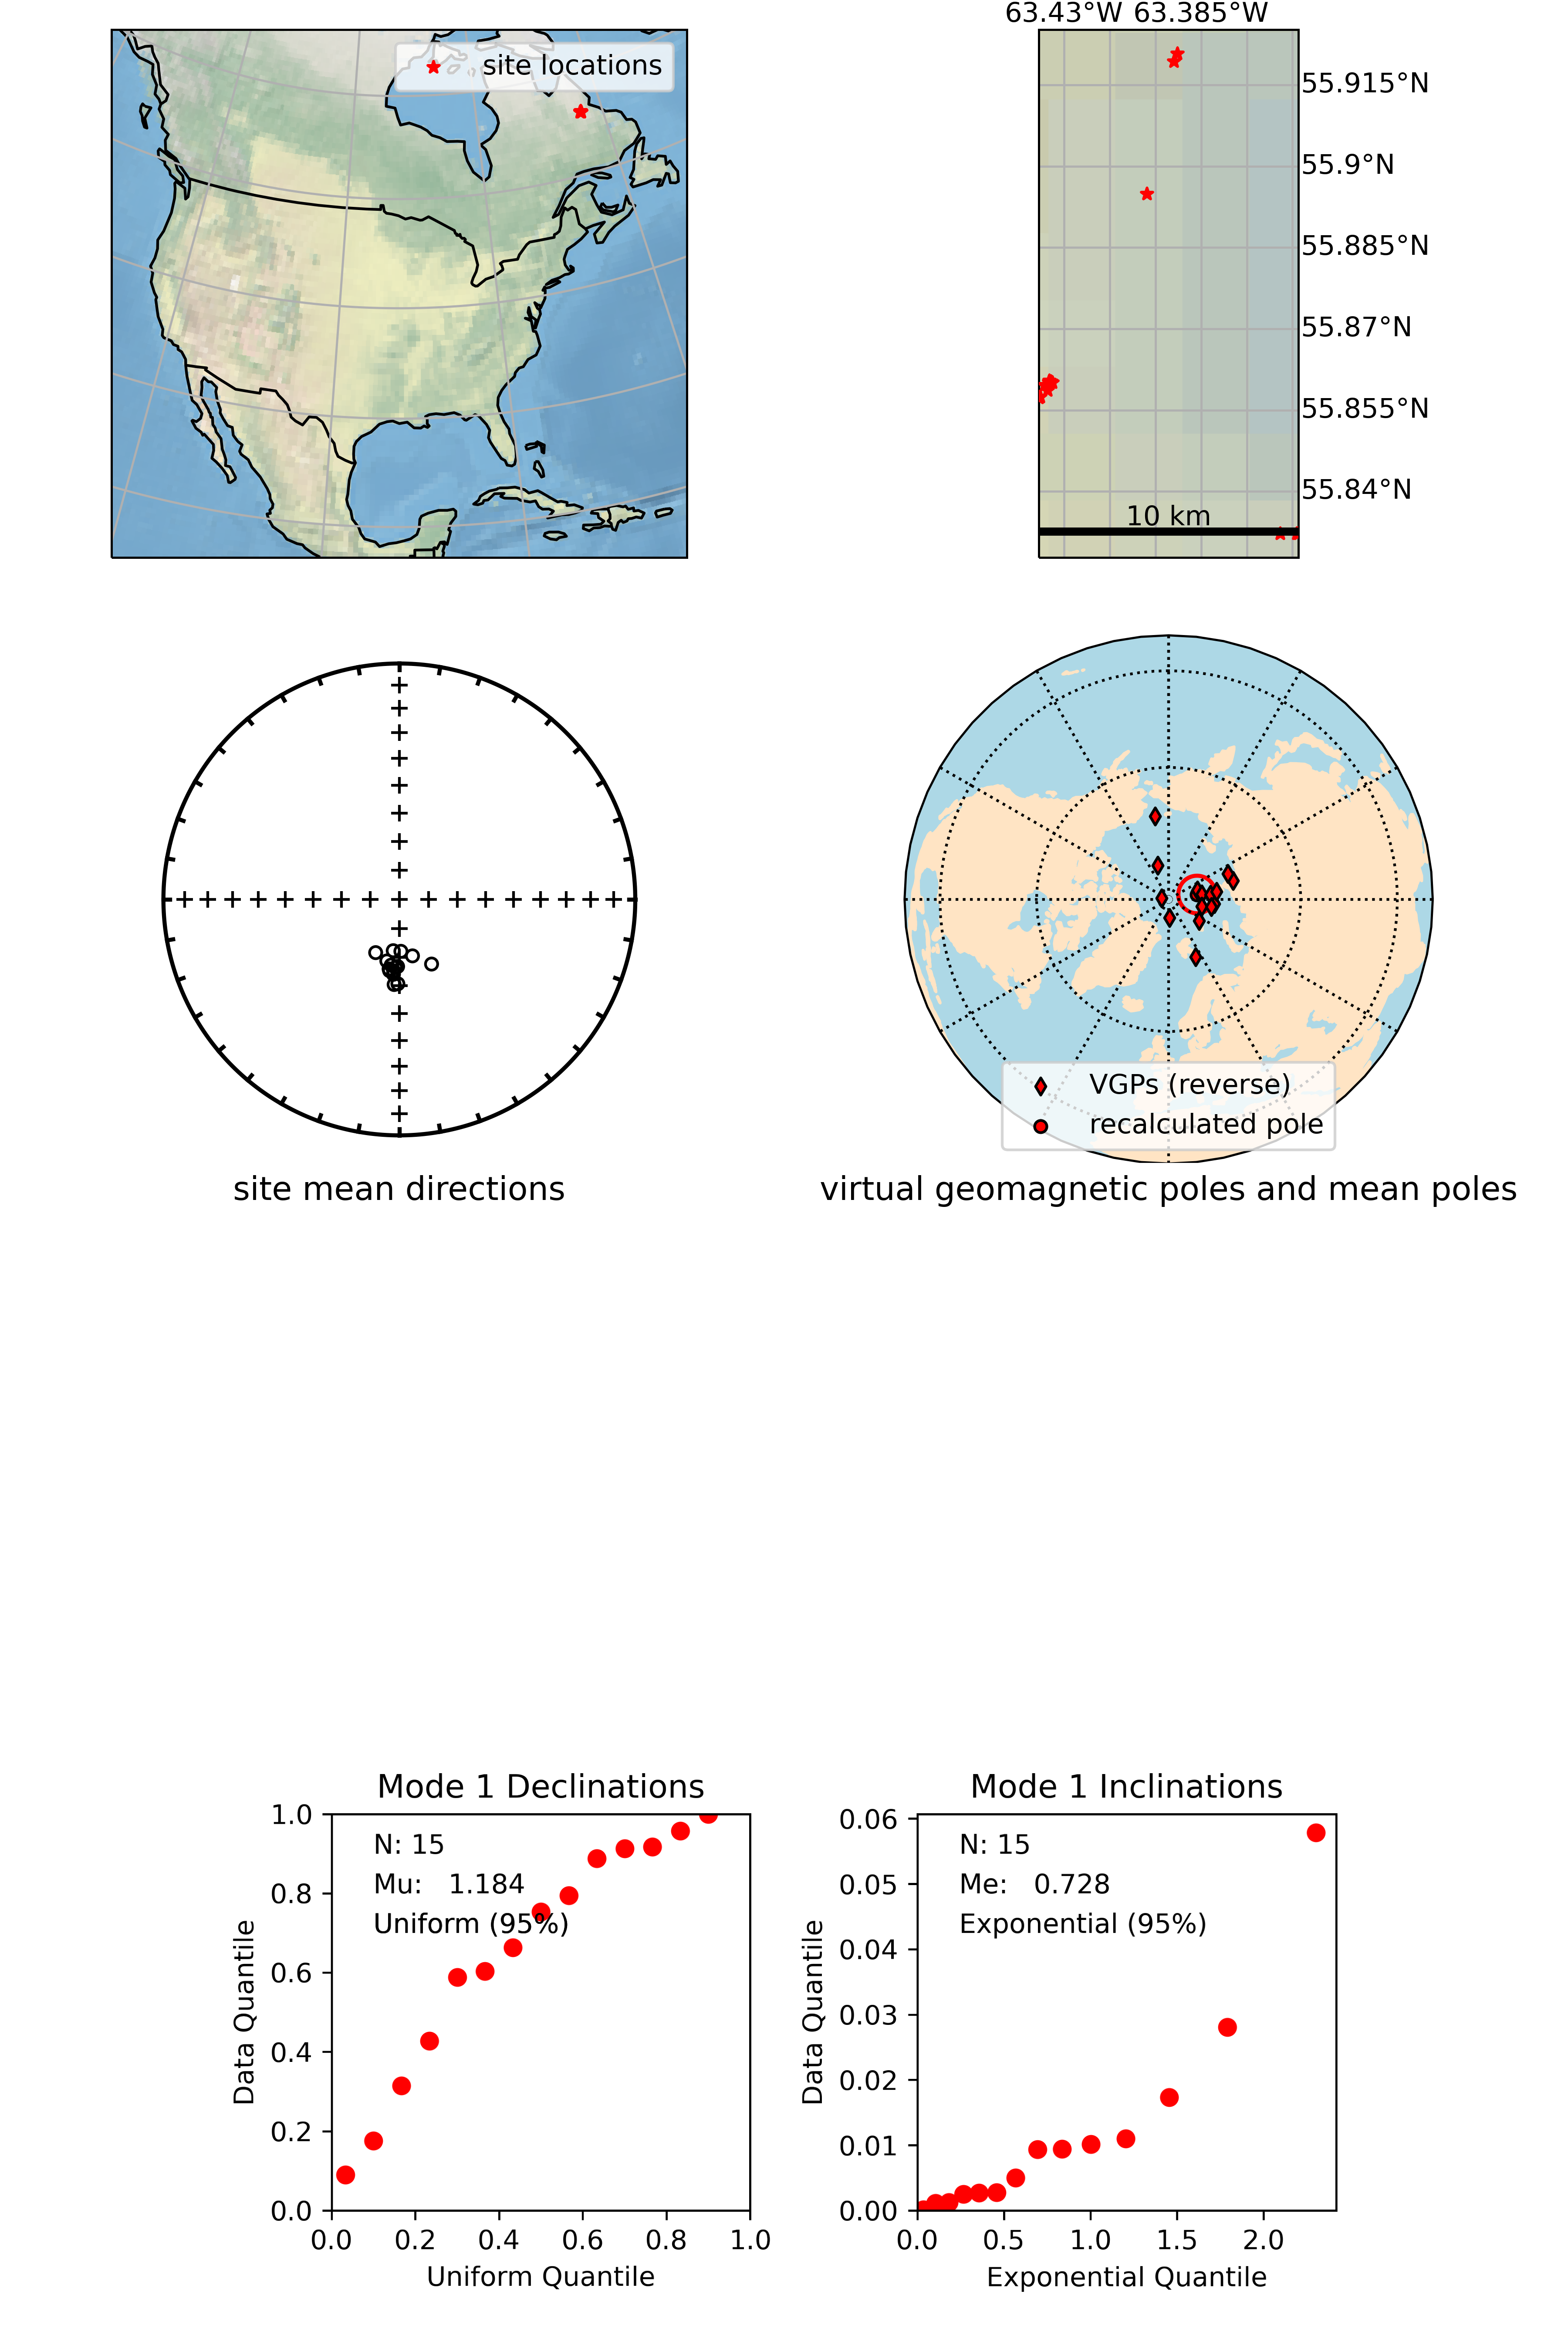 63.43°W 63.385°W
site locations
55.915°N
55.9°N
55.885°N
55.87°N
55.855°N
55.84°N
10 km
VGPs (reverse)
recalculated pole
site mean directions
virtual geomagnetic poles and mean poles
Mode 1 Declinations
N: 15
Mu: 1.184
Uniform (95%)
Data Quantile
1.0
0.8
0.6
0.4
0.2
0.0
0.0 0.2 0.4 0.6 0.8 1.0
Uniform Quantile
Mode 1 Inclinations
N: 15
Me: 0.728
Exponential (95%)
Data Quantile
0.06
0.05
0.04
0.03
0.02
0.01
0.00
0.0 0.5 1.0 1.5 2.0
Exponential Quantile